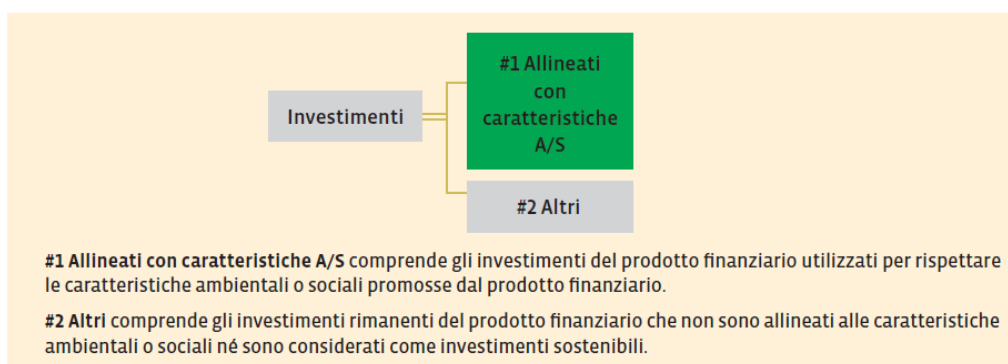 #1 Allineati
con
caratteristiche
A/S
Investimenti
#2 Altri
#1 Allineati con caratteristiche A/S comprende gli investimenti del prodotto finanziario utilizzati per rispettare
le caratteristiche ambientali o sociali promosse dal prodotto finanziario.
#2 Altri comprende gli investimenti rimanenti del prodotto finanziario che non sono allineati alle caratteristiche
ambientali o sociali né sono considerati come investimenti sostenibili.